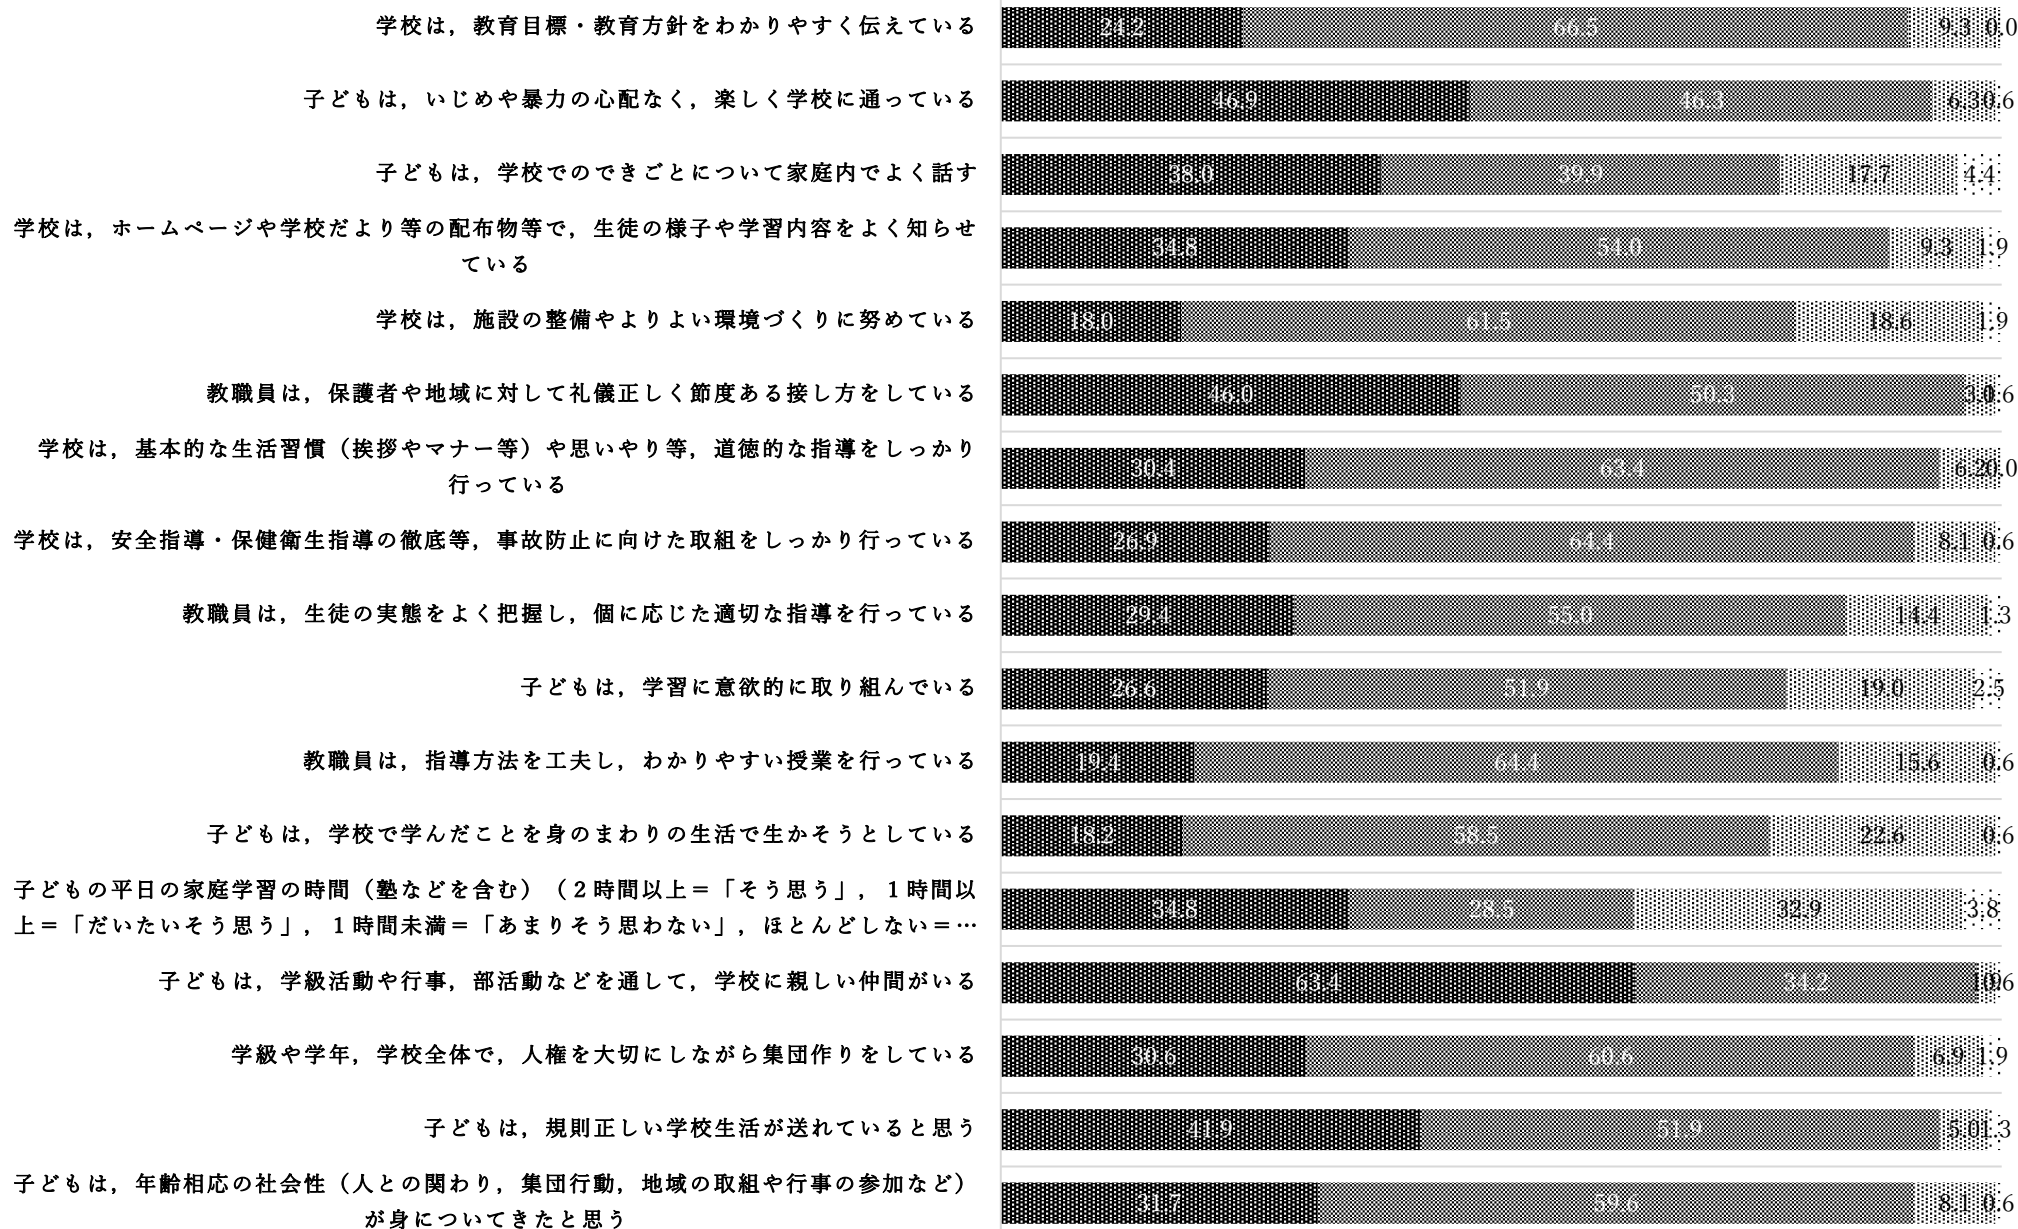 学校は，教育目標・教育方針をわかりやすく伝えている 24.2 66.5 9.3 0.0
子どもは，いじめや暴力の心配なく，楽しく学校に通っている 46.9 46.3 6.3 0.6
子どもは，学校でのできごとについて家庭内でよく話す 38.0 39.9 17.7 4.4
学校は，ホームページや学校だより等の配布物等で，生徒の様子や学習内容をよく知らせ
ている 34.8 54.0 9.3 1.9
学校は，施設の整備やよりよい環境づくりに努めている 18.0 61.5 18.6 1.9
教職員は，保護者や地域に対して礼儀正しく節度ある接し方をしている 46.0 50.3 0.6
学校は，基本的な生活習慣（挨拶やマナー等）や思いやり等，道徳的な指導をしっかり
行っている 30.4 63.4 6.2 0.0
学校は，安全指導・保健衛生指導の徹底等，事故防止に向けた取組をしっかり行っている 26.9 64.4 8.1 0.6
教職員は，生徒の実態をよく把握し，個に応じた適切な指導を行っている 29.4 55.0 14.4 1.3
子どもは，学習に意欲的に取り組んでいる 26.6 51.9 19.0 2.5
教職員は，指導方法を工夫し，わかりやすい授業を行っている 19.4 64.4 15.6 0.6
子どもは，学校で学んだことを身のまわりの生活で生かそうとしている 18.2 58.5 22.6 0.6
子どもの平日の家庭学習の時間（塾などを含む）（２時間以上＝「そう思う」，１時間以
上＝「だいたいそう思う」，１時間未満＝「あまりそう思わない」，ほとんどしない＝… 34.8 28.5 32.9 3.8
子どもは，学級活動や行事，部活動などを通して，学校に親しい仲間がいる 63.4 34.2 0.6
学級や学年，学校全体で，人権を大切にしながら集団作りをしている 30.6 60.6 6.9 1.9
子どもは，規則正しい学校生活が送れていると思う 41.9 51.9 5.0 1.3
子どもは，年齢相応の社会性（人との関わり，集団行動，地域の取組や行事の参加など）
が身についてきたと思う 31.7 59.6 8.1 0.6